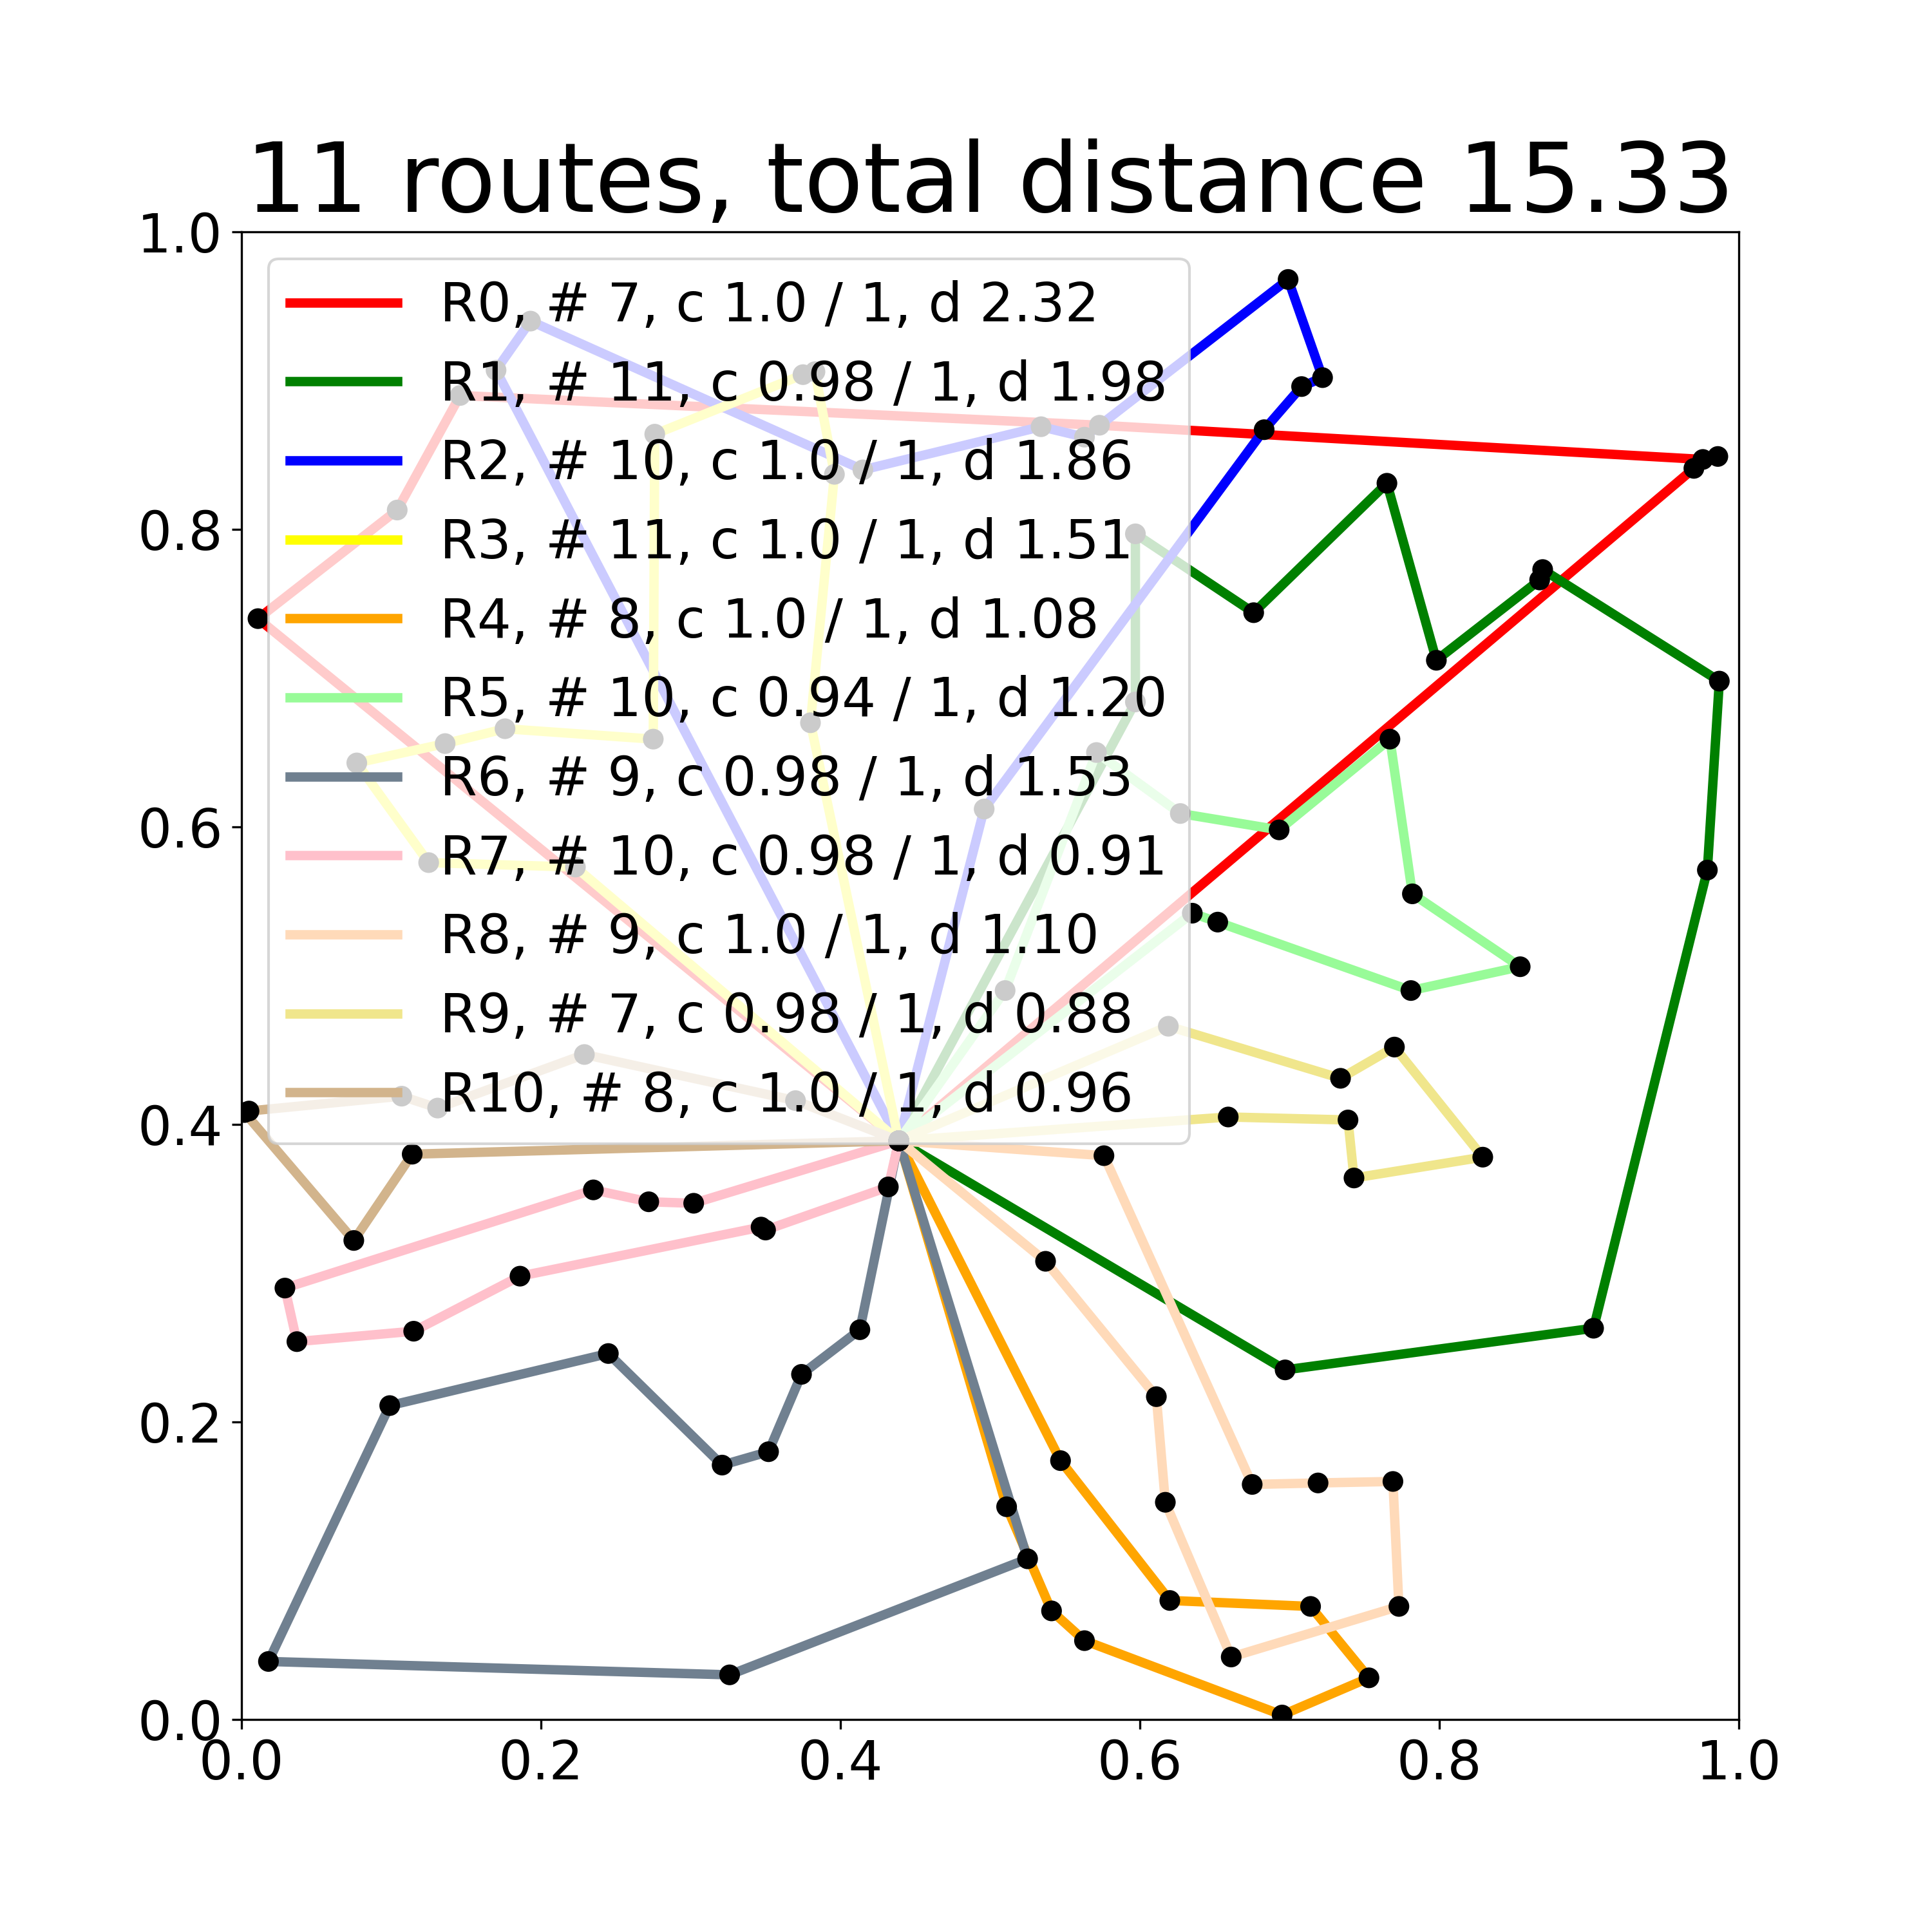 11 routes, total distance 15.33
1.0
0.8
0.6
0.4
0.2
0.0
R0, # 7, c 1.0 / 1, d 2.32
R1, # 11, c 0.98 / 1, d 1.98
R2, # 10, c 1.0 / 1, d 1.86
R3, # 11, c 1.0 / 1, d 1.51
R4, # 8, c 1.0 / 1, d 1.08
R5, # 10, c 0.94 / 1, d 1.20
R6, # 9, c 0.98 / 1, d 1.53
R7, # 10, c 0.98 / 1, d 0.91
R8, # 9, c 1.0 / 1, d 1.10
R9, # 7, c 0.98 / 1, d 0.88
R10, # 8, c 1.0 / 1, d 0.96
0.0 0.2 0.4 0.6 0.8 1.0